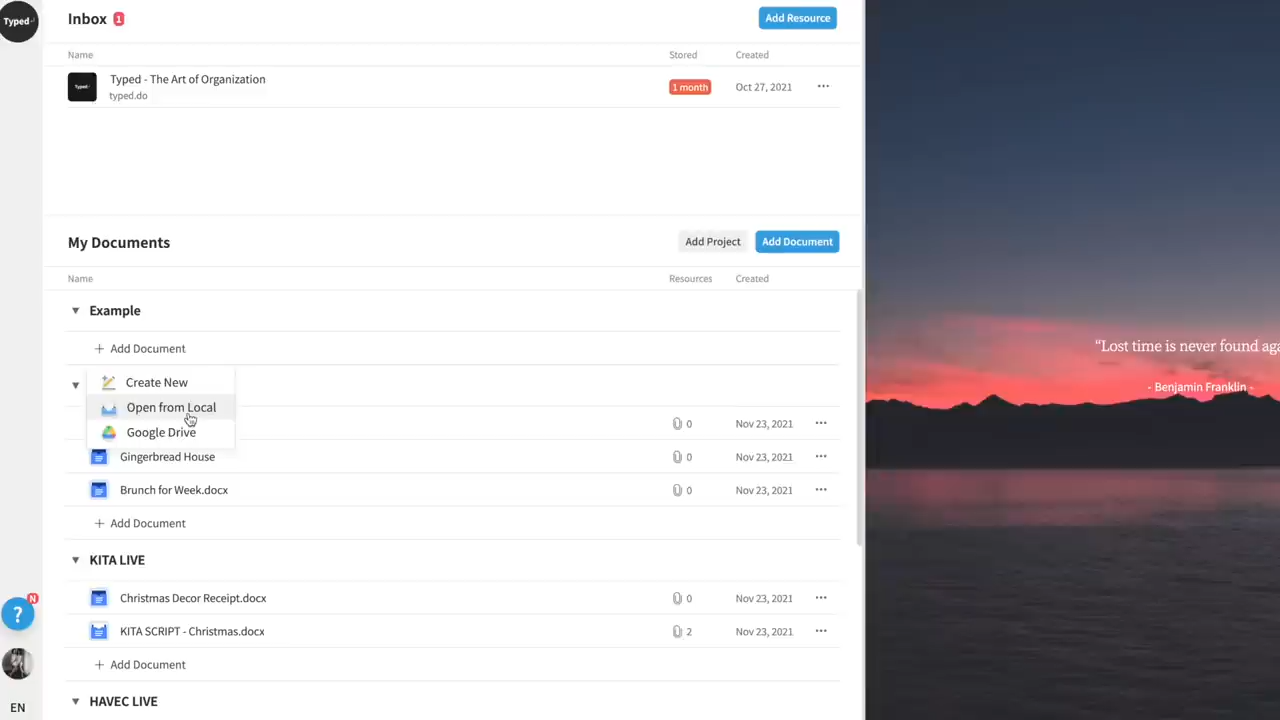 Typed
Inbox 1
Add Resource
Name Stored Created
Typed - The Art of Organization
typed.do
1 month Oct 27, 2021
My Documents
Add Project Add Document
Name Resources Created
Example
Add Document
Create New
Open from Local
Google Drive
0 Nov 23, 2021
Gingerbread House 0 Nov 23, 2021
Brunch for Week.docx 0 Nov 23, 2021
Add Document
KITA LIVE
Christmas Decor Receipt.docx 0 Nov 23, 2021
KITA SCRIPT - Christmas.docx 2 Nov 23, 2021
Add Document
HAVEC LIVE
N
?
EN
“Lost time is never found aga
- Benjamin Franklin -